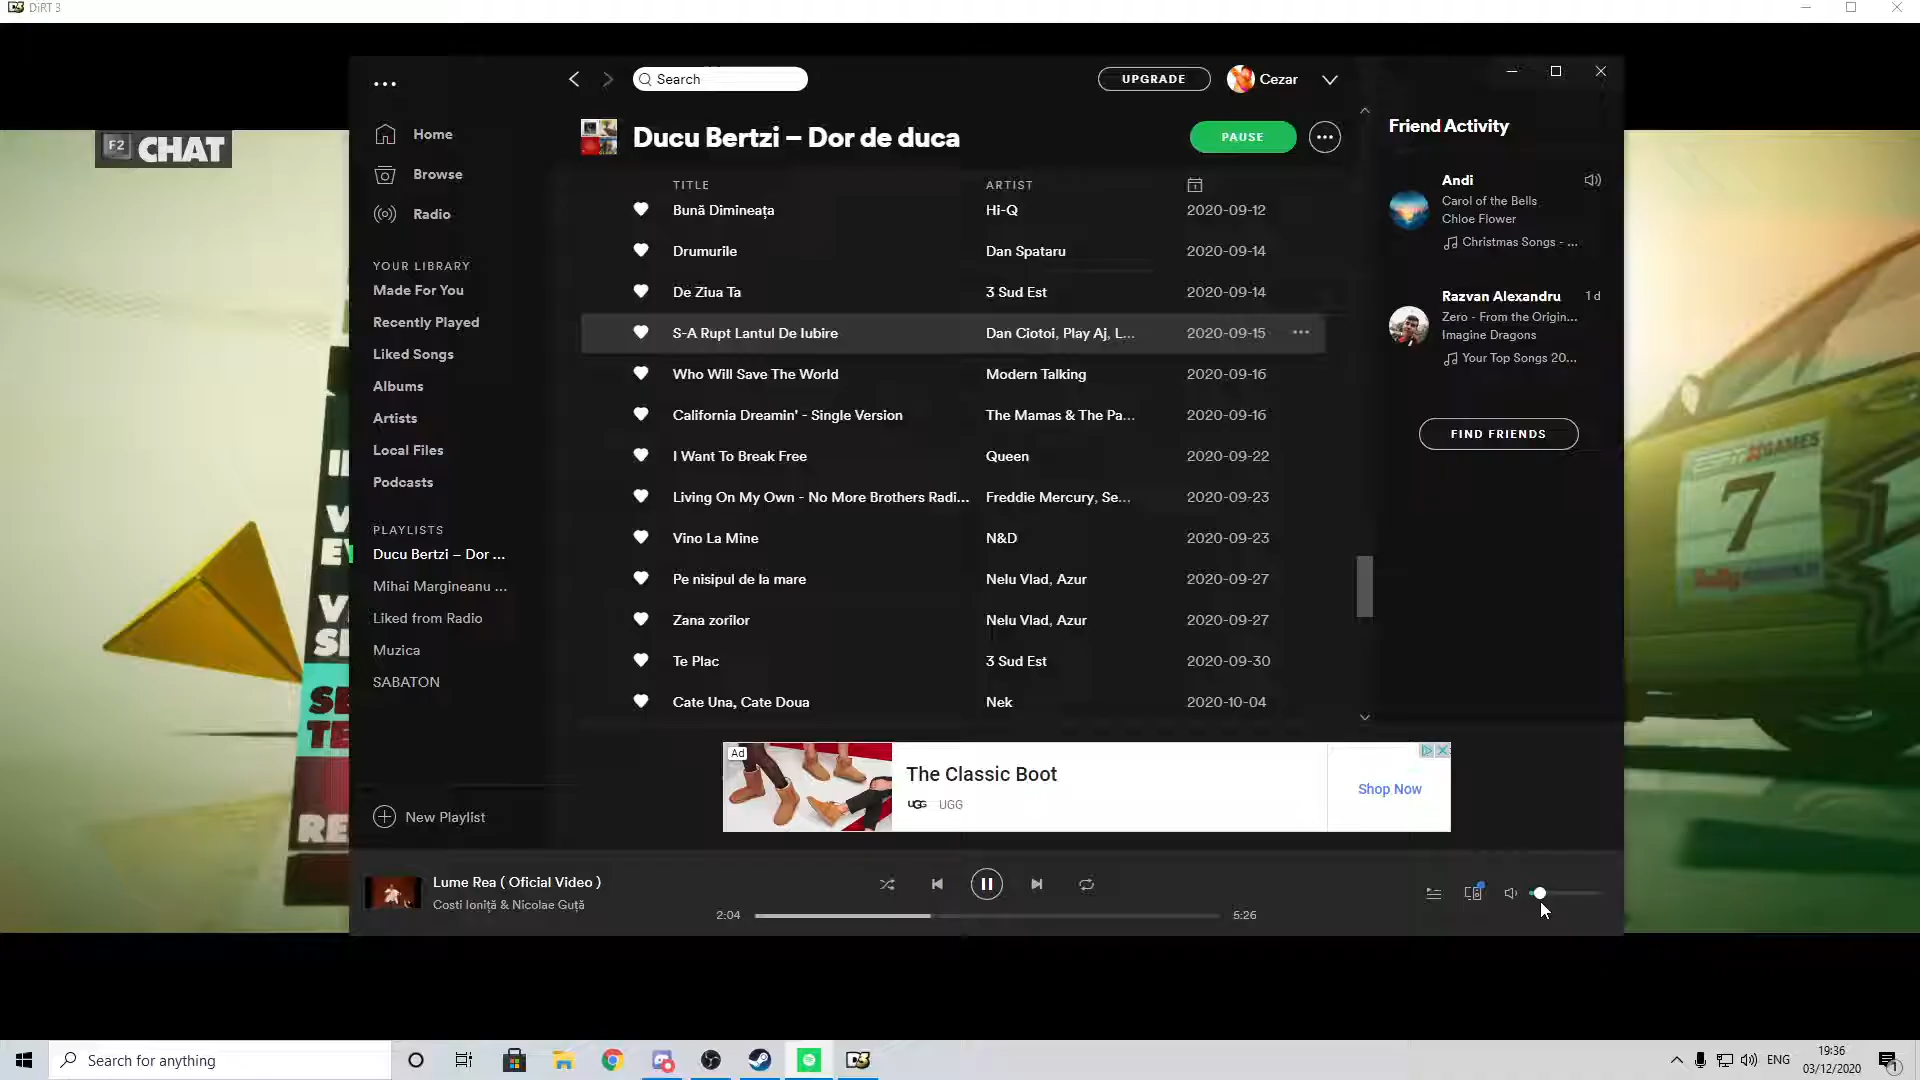 DiRT 3
F2 CHAT
Search
UPGRADE
Cezar
Home
Browse
Radio
YOUR LIBRARY
Made For You
Recently Played
Liked Songs
Albums
Artists
Local Files
Podcasts
PLAYLISTS
Ducu Bertzi – Dor ...
Mihai Margineanu ...
Liked from Radio
Muzica
SABATON
New Playlist
Ducu Bertzi – Dor de duca
PAUSE
TITLE ARTIST
Bună Dimineața Hi-Q 2020-09-12
Drumurile Dan Spataru 2020-09-14
De Ziua Ta 3 Sud Est 2020-09-14
S-A Rupt Lantul De Iubire Dan Ciotoi, Play Aj, L... 2020-09-15
Who Will Save The World Modern Talking 2020-09-16
California Dreamin' - Single Version The Mamas & The Pa... 2020-09-16
I Want To Break Free Queen 2020-09-22
Living On My Own - No More Brothers Radi... Freddie Mercury, Se... 2020-09-23
Vino La Mine N&D 2020-09-23
Pe nisipul de la mare Nelu Vlad, Azur 2020-09-27
Zana zorilor Nelu Vlad, Azur 2020-09-27
Te Plac 3 Sud Est 2020-09-30
Cate Una, Cate Doua Nek 2020-10-04
Friend Activity
Andi
Carol of the Bells
Chloe Flower
Christmas Songs - ...
Razvan Alexandru 1 d
Zero - From the Origin...
Imagine Dragons
Your Top Songs 20...
FIND FRIENDS
7
Ad
The Classic Boot
UGG UGG
Shop Now
Lume Rea ( Oficial Video )
Costi Ioniță & Nicolae Guță
2:04
5:26
Search for anything
ENG
19:36
03/12/2020
1